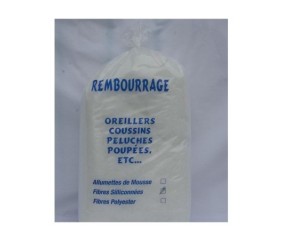 REMBOURRAGE
OREILLERS
COUSSINS
PELUCHES
POUPÉES.
ETC...
Allumettes de Mousse
Fibres Siliconnées
Fibres Polyester